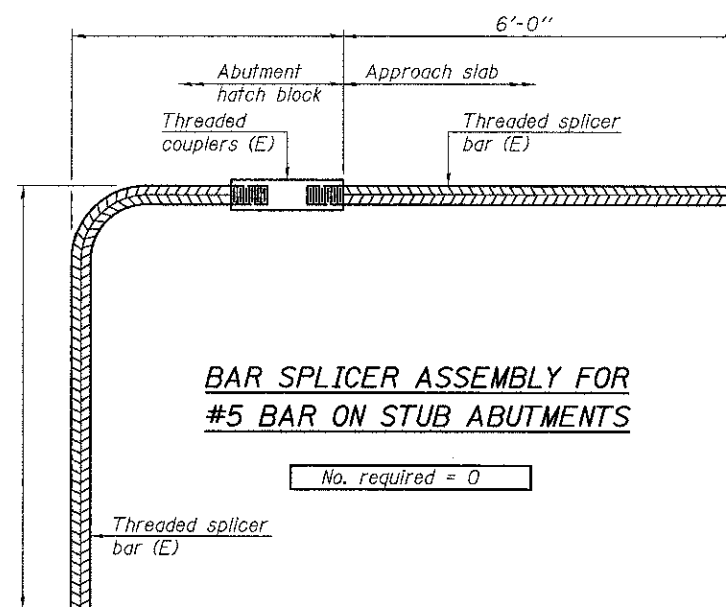 6'-0"
Abutment
hatch block
Approach slab
Threaded
couplers (E)
Threaded splicer
bar (E)
BAR SPLICER ASSEMBLY FOR
#5 BAR ON STUB ABUTMENTS
No. required = 0
Threaded splicer
bar (E)